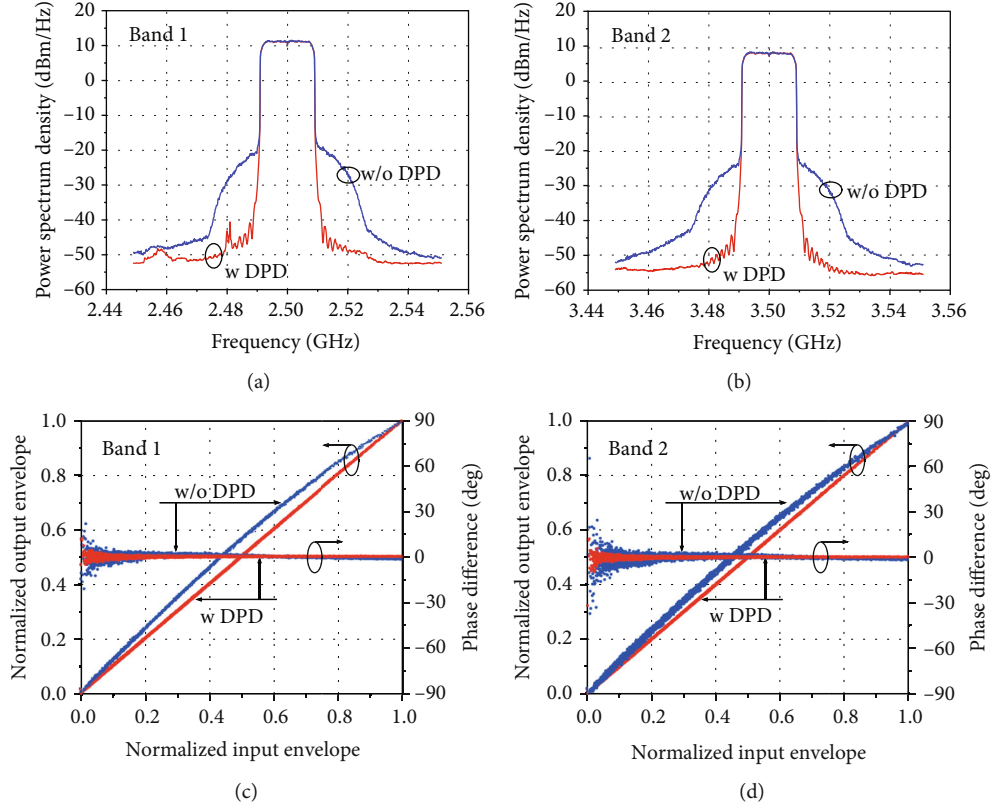 Band 1
Power spectrum density (dBm/Hz)
20
10
0
−10
−20
−30
−40
−50
−60
w/o DPD
w DPD
2.44 2.46 2.48 2.50 2.52 2.54 2.56
Frequency (GHz)
(a)
Band 2
Power spectrum density (dBm/Hz)
20
10
0
−10
−20
−30
−40
−50
−60
w/o DPD
w DPD
3.44 3.46 3.48 3.50 3.52 3.54 3.56
Frequency (GHz)
(b)
Band 1
Normalized output envelope
1.0
0.8
0.6
0.4
0.2
0.0
w/o DPD
w DPD
90
60
30
0
−30
−60
−90
Phase difference (deg)
0.0 0.2 0.4 0.6 0.8 1.0
Normalized input envelope
(c)
Band 2
Normalized output envelope
1.0
0.8
0.6
0.4
0.2
0.0
w/o DPD
w DPD
90
60
30
0
−30
−60
−90
Phase difference (deg)
0.0 0.2 0.4 0.6 0.8 1.0
Normalized input envelope
(d)